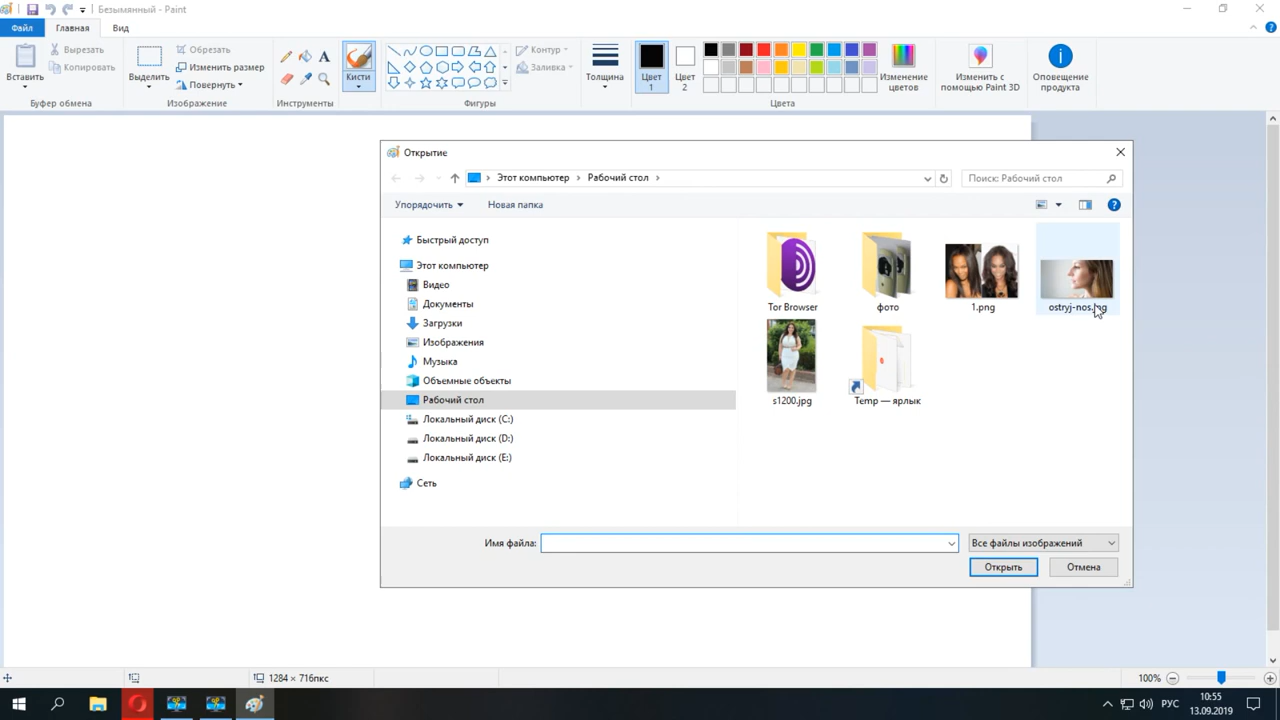 Безымянный - Paint
Файл
Главная
Вид
Вставить
Вырезать
Копировать
Буфер обмена
Выделить
Обрезать
Изменить размер
Повернуть
Изображение
Инструменты
Кисти
Контур
Заливка
Фигуры
Толщина
Цвет 1
Цвет 2
Изменение цветов
Цвета
Изменить с помощью Paint 3D
Оповещение продукта
Открытие
Этот компьютер
Рабочий стол
Поиск: Рабочий стол
Упорядочить
Новая папка
Быстрый доступ
Этот компьютер
Видео
Документы
Загрузки
Изображения
Музыка
Объемные объекты
Рабочий стол
Локальный диск (C:)
Локальный диск (D:)
Локальный диск (E:)
Сеть
Tor Browser
фото
1.png
ostryj-nos.jpg
s1200.jpg
Temp — ярлык
Имя файла:
Все файлы изображений
Открыть
Отмена
1284 × 716пкс
100%
РУС
10:55
13.09.2019